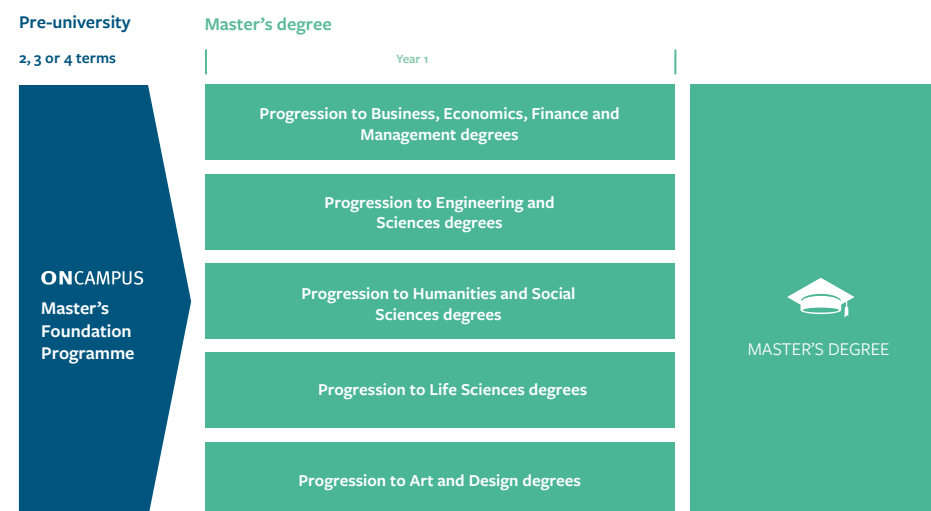 Pre-university
Master's degree
2, 3 or 4 terms
Year 1
Progression to Business, Economics, Finance and
Management degrees
Progression to Engineering and
Sciences degrees
ONCAMPUS
Master's
Foundation
Programme
Progression to Humanities and Social
Sciences degrees
Progression to Life Sciences degrees
Progression to Art and Design degrees
MASTER'S DEGREE